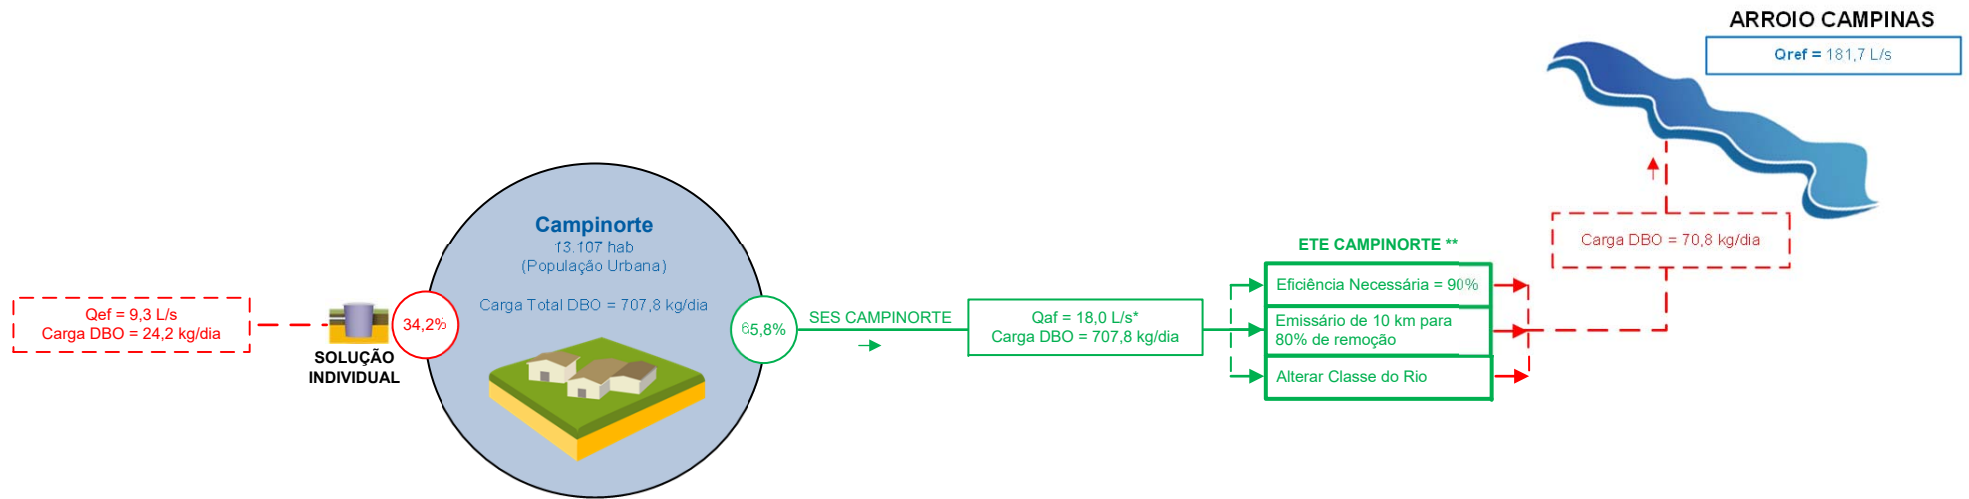 ARROIO CAMPINAS
Qref = 181,7 L/s
Carga DBO = 70,8 kg/dia
Campinorte
13.107 hab
(População Urbana)
Carga Total DBO = 707,8 kg/dia
Qef = 9,3 L/s
Carga DBO = 24,2 kg/dia
SOLUÇÃO
INDIVIDUAL
34,2%
65,8%
SES CAMPINORTE
Qaf = 18,0 L/s*
Carga DBO = 707,8 kg/dia
ETE CAMPINORTE **
Eficiência Necessária = 90%
Emissário de 10 km para
80% de remoção
Alterar Classe do Rio